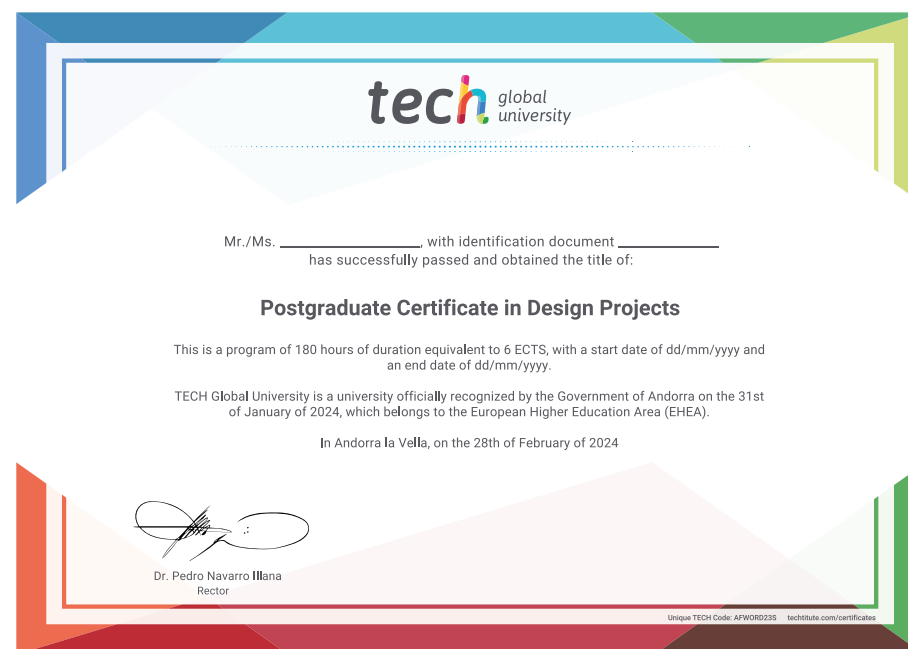 tech global university
Mr./Ms. ____________, with identification document ____________
has successfully passed and obtained the title of:
Postgraduate Certificate in Design Projects
This is a program of 180 hours of duration equivalent to 6 ECTS, with a start date of dd/mm/yyyy and
an end date of dd/mm/yyyy.
TECH Global University is a university officially recognized by the Government of Andorra on the 31st
of January of 2024, which belongs to the European Higher Education Area (EHEA).
In Andorra la Vella, on the 28th of February of 2024
Dr. Pedro Navarro Illana
Rector
Unique TECH Code: AFWORD23S techtitute.com/certificates